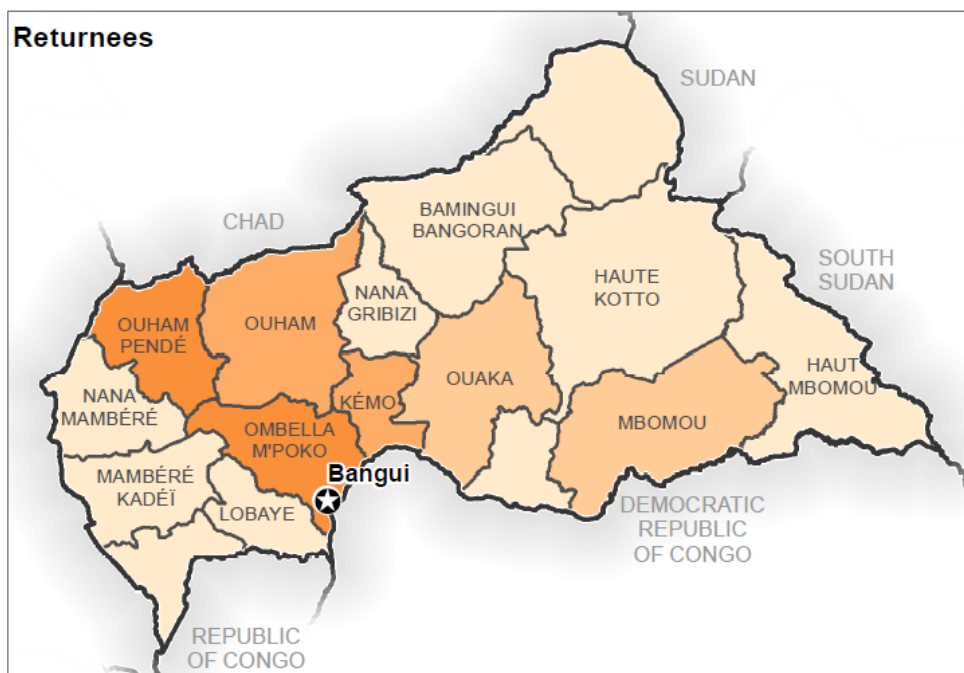 Returnees
SUDAN
BAMINGUI
BANGORAN
CHAD
SOUTH
SUDAN
HAUTE
KOTTO
NANA
GRIBIZI
OUHAM
PENDÉ
OUHAM
HAUT
MBOMOU
OUAKA
NANA
MAMBÉRÉ
KÉMO
MBOMOU
OMBELLA
M'POKO
Bangui
MAMBÉRÉ
KADÉÏ
LOBAYE
DEMOCRATIC
REPUBLIC
OF CONGO
REPUBLIC
OF CONGO